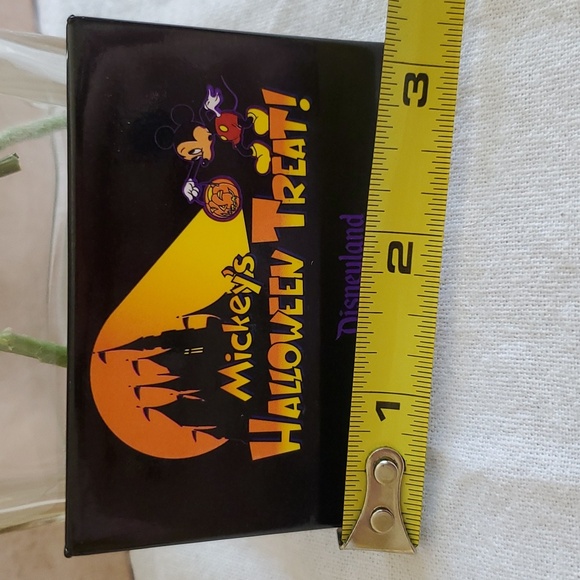 Mickey's
HALLOWEEN TREAT!
Disneyland
1
2
3